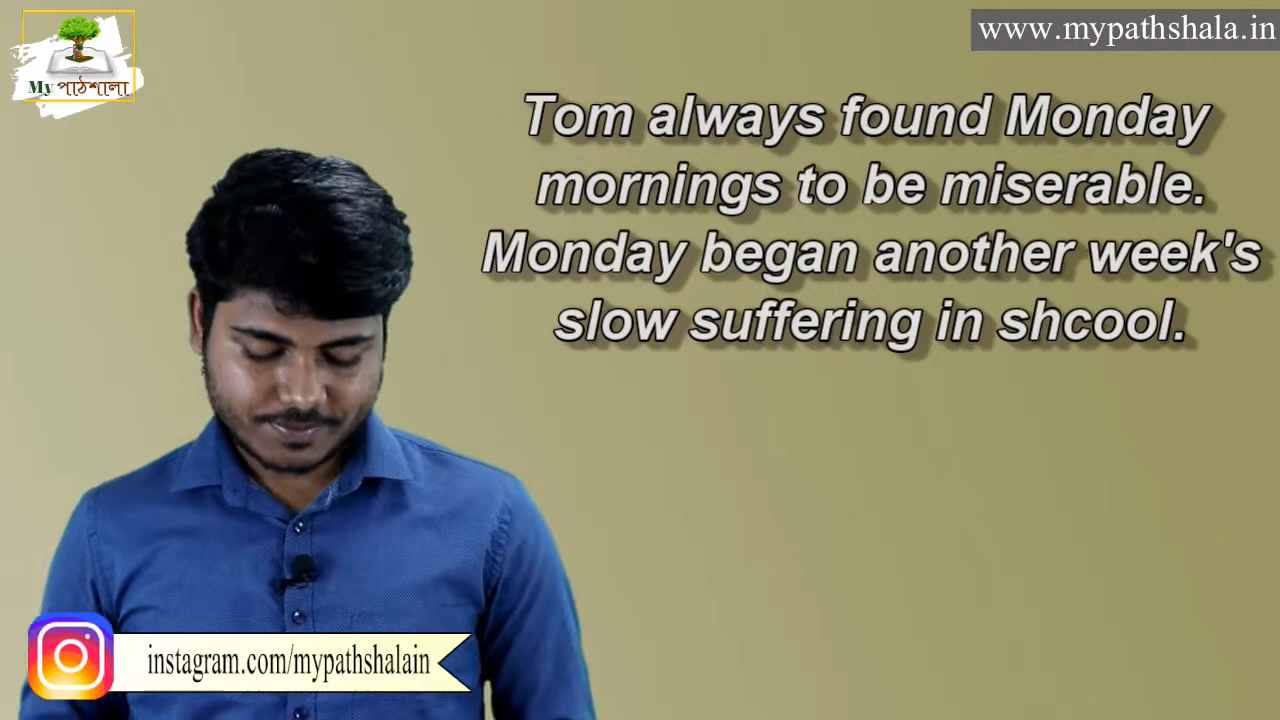 www.mypathshala.in
My পাঠশালা
Tom always found Monday
mornings to be miserable.
Monday began another week's
slow suffering in shcool.
instagram.com/mypathshalain